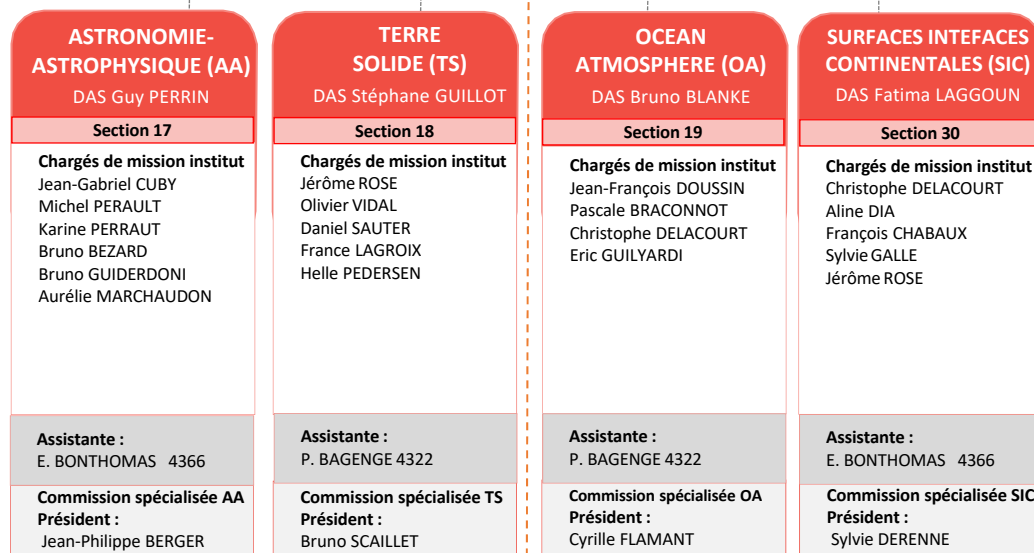 ASTRONOMIE-
ASTROPHYSIQUE (AA)
DAS Guy PERRIN
Section 17
Chargés de mission institut
Jean-Gabriel CUBY
Michel PERAULT
Karine PERRAUT
Bruno BEZARD
Bruno GUIDERDONI
Aurélie MARCHAUDON
Assistante :
E. BONTHOMAS 4366
Commission spécialisée AA
Président :
Jean-Philippe BERGER
TERRE
SOLIDE (TS)
DAS Stéphane GUILLOT
Section 18
Chargés de mission institut
Jérôme ROSE
Olivier VIDAL
Daniel SAUTER
France LAGROIX
Helle PEDERSEN
Assistante :
P. BAGENGE 4322
Commission spécialisée TS
Président :
Bruno SCAILLET
OCEAN
ATMOSPHERE (OA)
DAS Bruno BLANKE
Section 19
Chargés de mission institut
Jean-François DOUSSIN
Pascale BRACONNOT
Christophe DELACOURT
Eric GUILYARDI
Assistante :
P. BAGENGE 4322
Commission spécialisée OA
Président :
Cyrille FLAMANT
SURFACES INTEFACES
CONTINENTALES (SIC)
DAS Fatima LAGGOUN
Section 30
Chargés de mission institut
Christophe DELACOURT
Aline DIA
François CHABAUX
Sylvie GALLE
Jérôme ROSE
Assistante :
E. BONTHOMAS 4366
Commission spécialisée SIC
Président :
Sylvie DERENNE